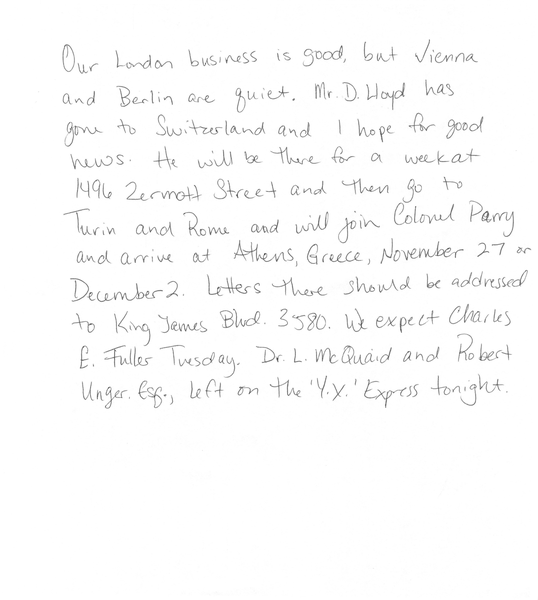 Our London business is good, but Vienna
and Berlin are quiet. Mr. D. Lloyd has
gone to Switzerland and I hope for good
news. He will be there for a week at
1496 Zermott Street and then go to
Turin and Rome and will join Colonel Parry
and arrive at Athens, Greece, November 27 or
December 2. Letters there should be addressed
to King James Blvd. 3580. We expect Charles
E. Fuller Tuesday. Dr. L. McQuaid and Robert
Unger. Esq., left on the 'Y.X.' Express tonight.